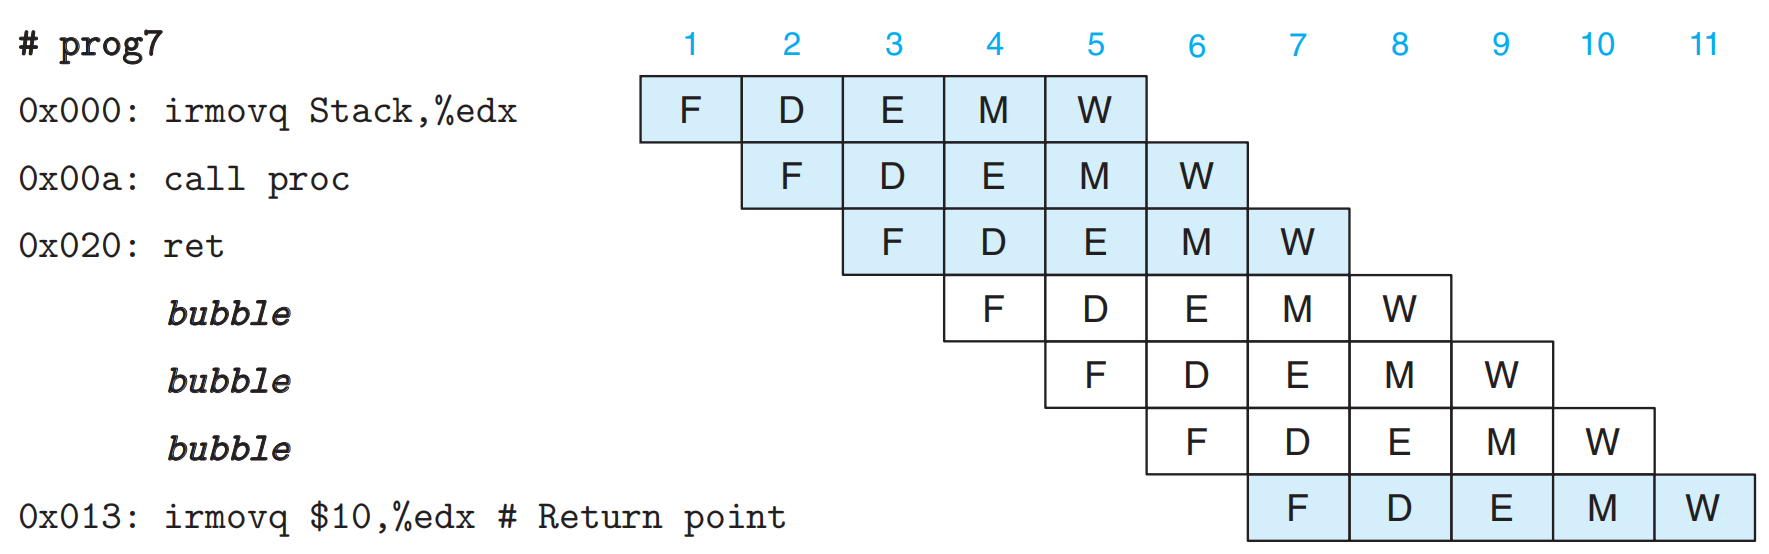 # prog7 1 2 3 4 5 6 7 8 9 10 11
0x000: irmovq Stack,%edx F D E M W
0x00a: call proc F D E M W
0x020: ret F D E M W
bubble F D E M W
bubble F D E M W
bubble F D E M W
0x013: irmovq $10,%edx # Return point F D E M W